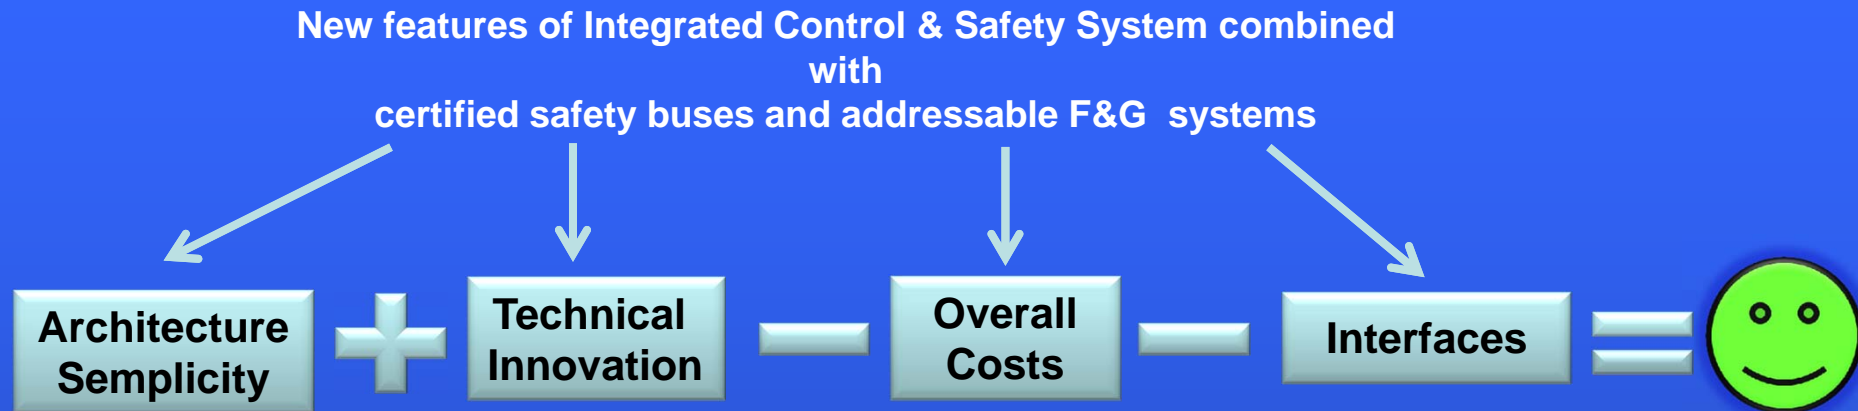 New features of Integrated Control & Safety System combined
with
certified safety buses and addressable F&G systems
Architecture
Semplicity
Technical
Innovation
Overall
Costs
Interfaces